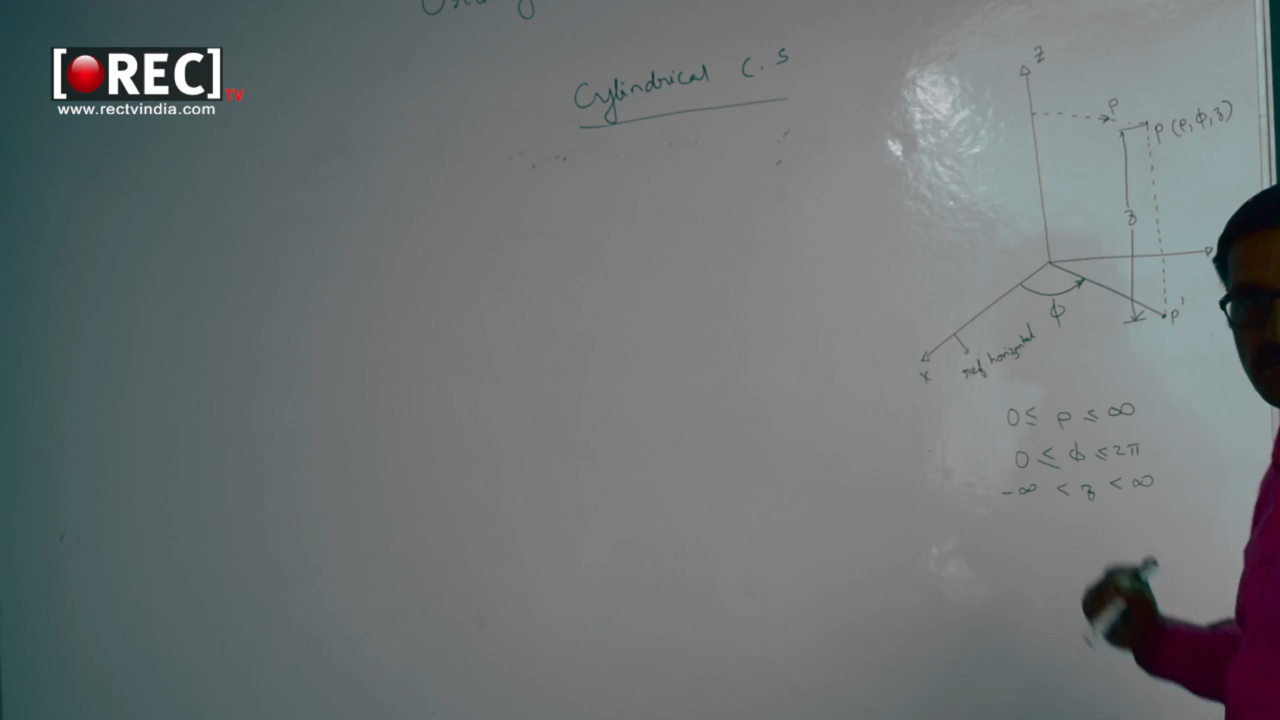 [REC]
TV
www.rectvindia.com
Cylindrical C.S
Z
ρ
P (ρ, ϕ, z)
z
ϕ
P'
X
ref horizontal
0 ≤ ρ ≤ ∞
0 ≤ ϕ ≤ 2π
-∞ < z < ∞